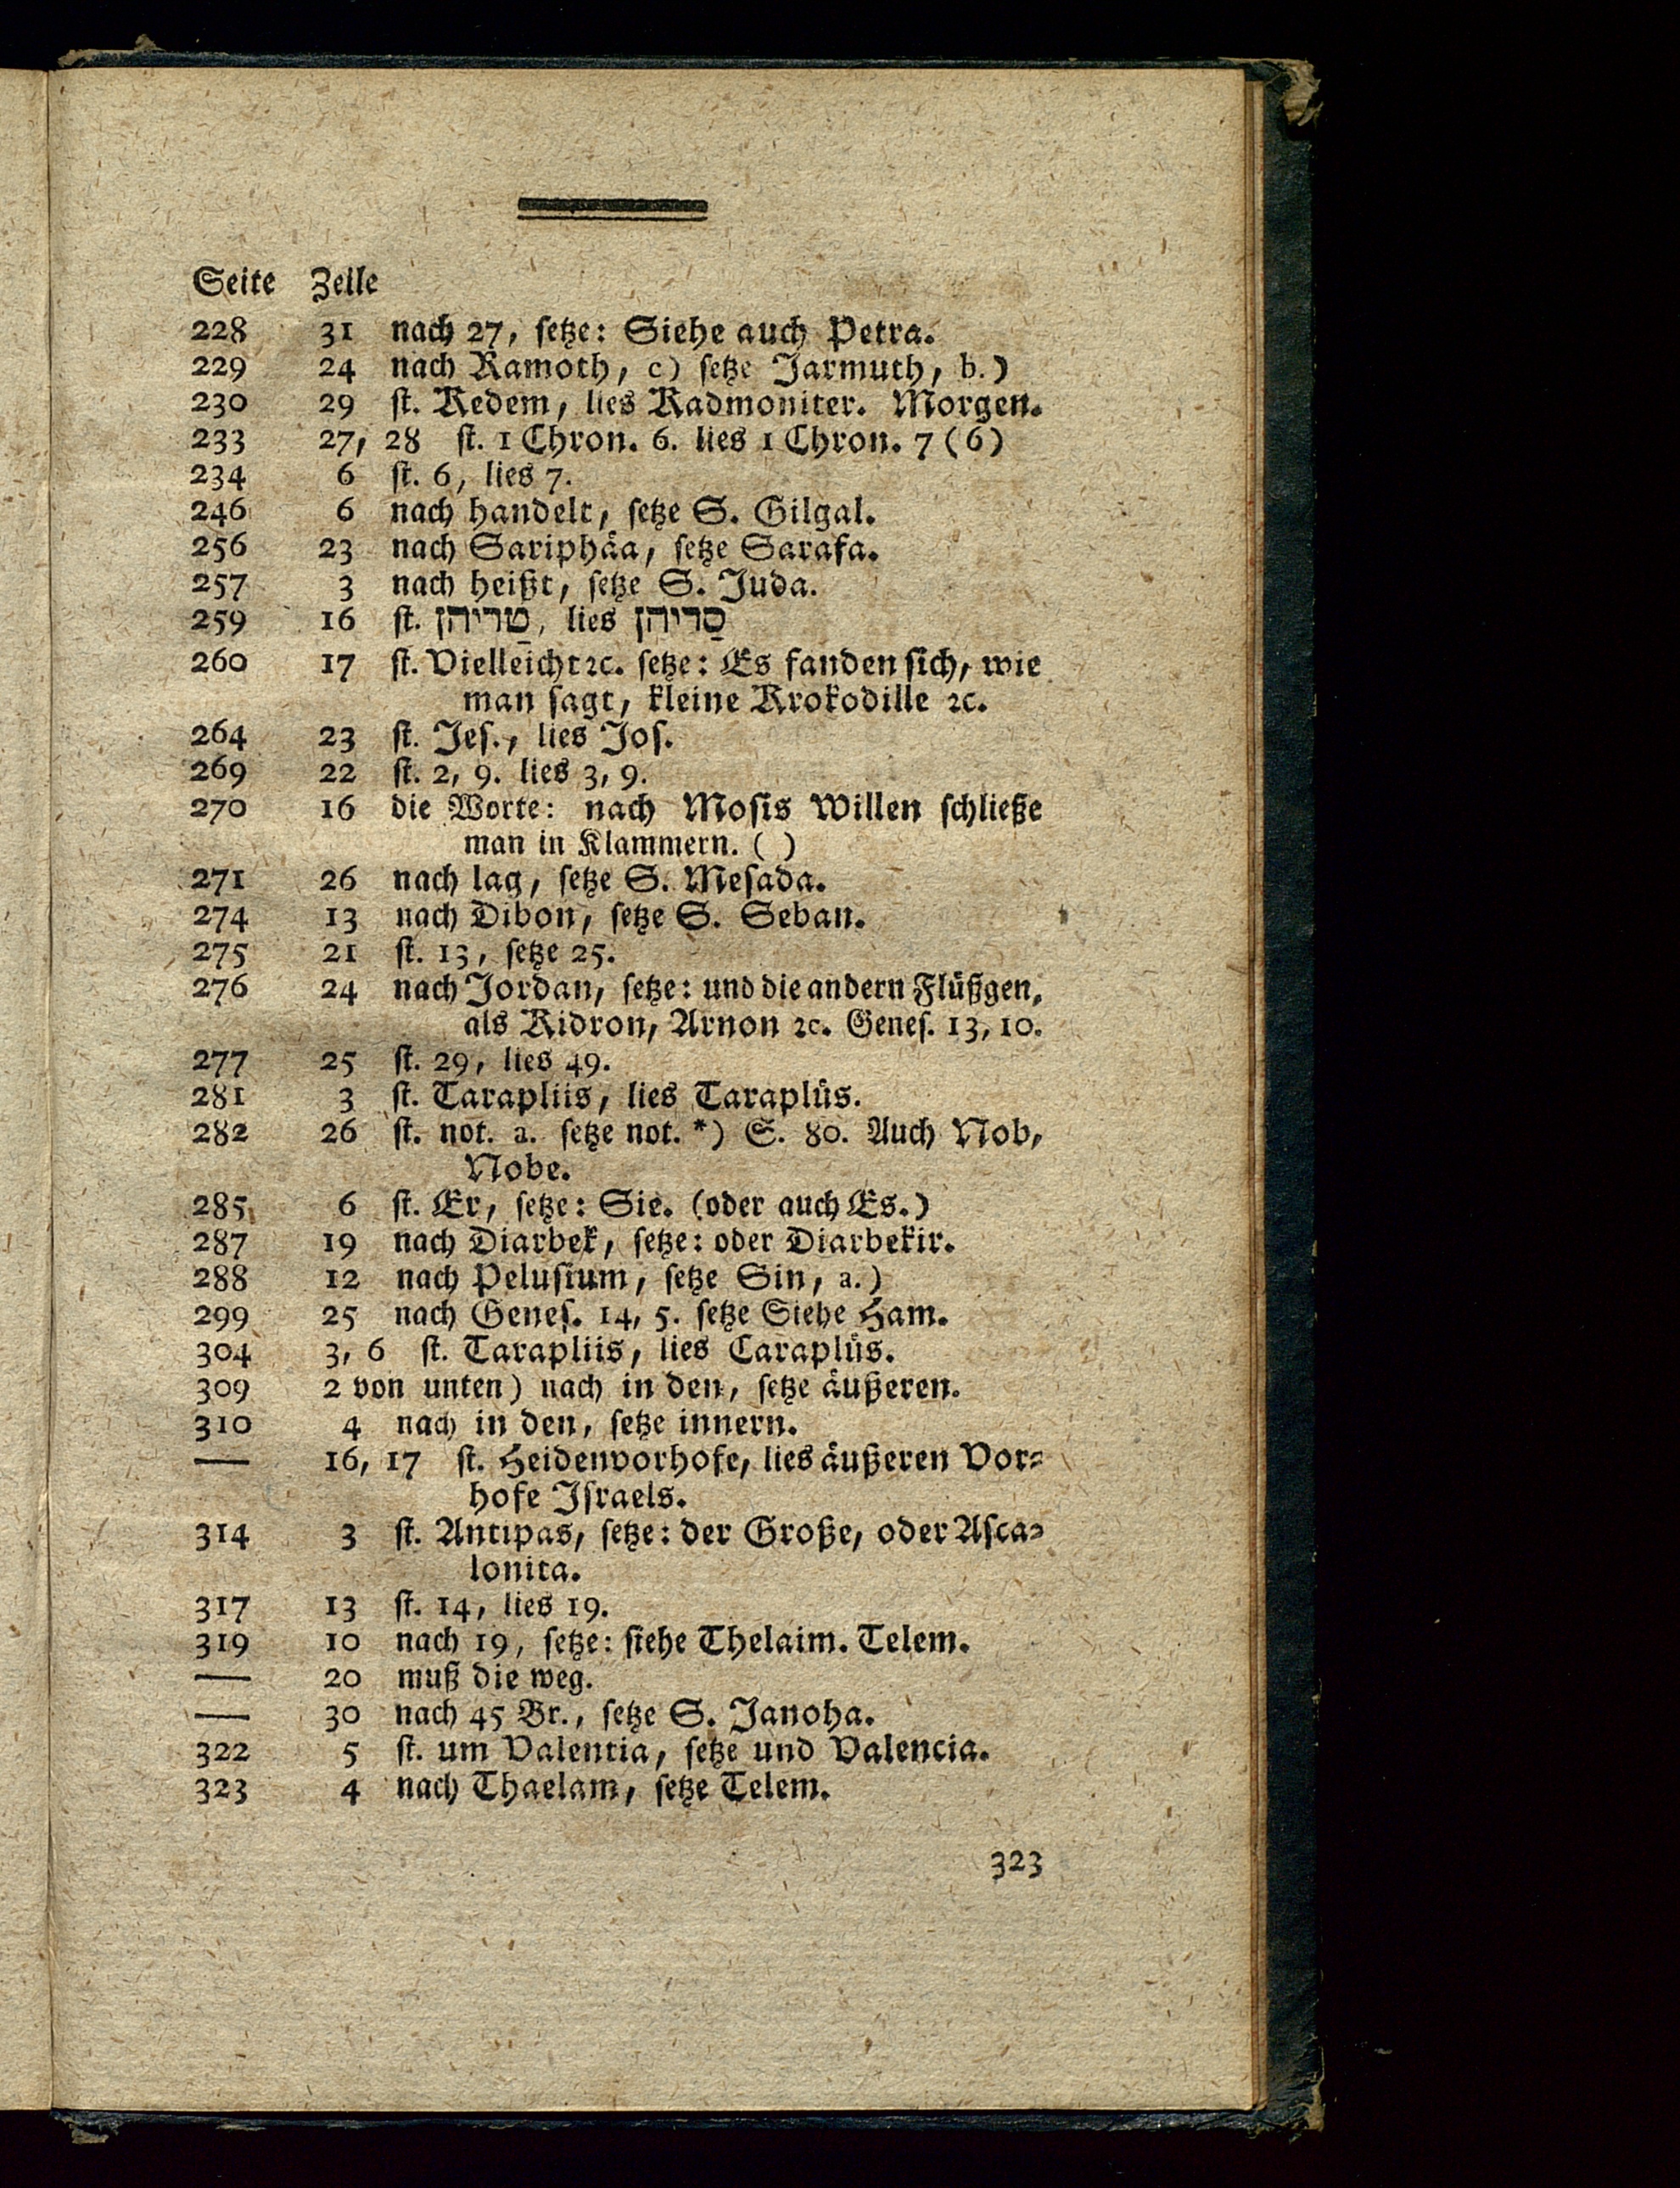 Seite Zeile
228 31 nach 27, ſetze: Siehe auch Petra.
229 24 nach Ramoth, c) ſetze Jarmuth, b.)
230 29 ſt. Kedem, lies Kadmoniter. Morgen.
233 27, 28 ſt. 1 Chron. 6. lies 1 Chron. 7 (6)
234 6 ſt. 6, lies 7.
246 6 nach handelt, ſetze S. Gilgal.
256 23 nach Sariphäa, ſetze Sarafa.
257 3 nach heißt, ſetze S. Juda.
259 16 ſt. טַריהן, lies סַריהן
260 17 ſt. Vielleicht ꝛc. ſetze: Es fanden ſich, wie
man ſagt, kleine Krokodille ꝛc.
264 23 ſt. Jeſ., lies Joſ.
269 22 ſt. 2, 9. lies 3, 9.
270 16 die Worte: nach Moſis Willen ſchließe
man in Klammern. ( )
271 26 nach lag, ſetze S. Meſada.
274 13 nach Dibon, ſetze S. Seban.
275 21 ſt. 13, ſetze 25.
276 24 nach Jordan, ſetze: und die andern Flüßgen,
als Kidron, Arnon ꝛc. Geneſ. 13, 10.
277 25 ſt. 29, lies 49.
281 3 ſt. Tarapliis, lies Taraplüs.
282 26 ſt. not. a. ſetze not. *) S. 80. Auch Nob,
Nobe.
285 6 ſt. Er, ſetze: Sie. (oder auch Es.)
287 19 nach Diarbek, ſetze: oder Diarbekir.
288 12 nach Peluſium, ſetze Sin, a.)
299 25 nach Geneſ. 14, 5. ſetze Siehe Ham.
304 3, 6 ſt. Tarapliis, lies Caraplüs.
309 2 von unten) nach in den, ſetze äußeren.
310 4 nach in den, ſetze innern.
— 16, 17 ſt. Heidenvorhofe, lies äußeren Vor⸗
hofe Iſraels.
314 3 ſt. Antipas, ſetze: der Große, oder Aſca⸗
lonita.
317 13 ſt. 14, lies 19.
319 10 nach 19, ſetze: ſiehe Thelaim. Telem.
— 20 muß die weg.
— 30 nach 45 Br., ſetze S. Janoha.
322 5 ſt. um Valentia, ſetze und Valencia.
323 4 nach Thaelam, ſetze Telem.
323